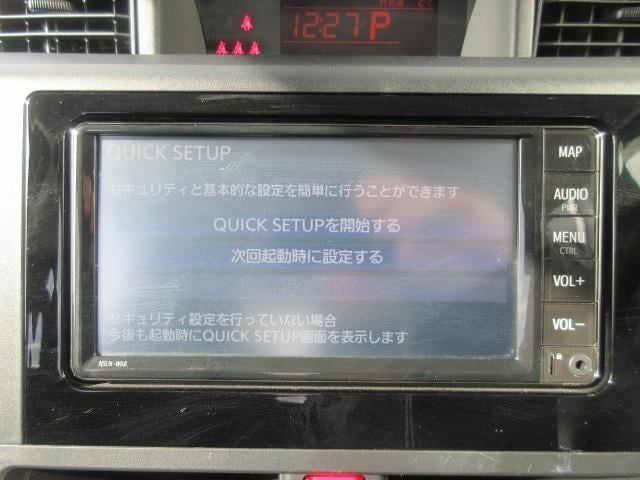 12:27 P
外気温 ℃
QUICK SETUP
セキュリティと基本的な設定を簡単に行うことができます
QUICK SETUPを開始する
次回起動時に設定する
セキュリティ設定を行っていない場合
今後も起動時にQUICK SETUP画面を表示します
NSLN-W68
MAP
AUDIO
PWR
MENU
CTRL
VOL+
VOL−